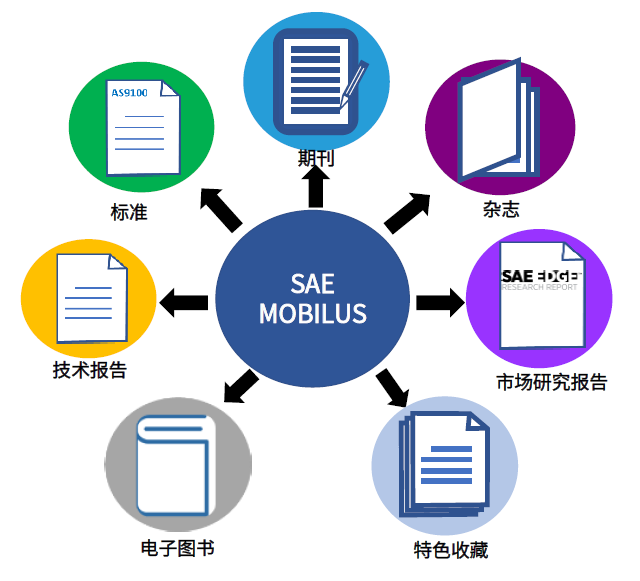 期刊
AS9100
标准
杂志
SAE
MOBILUS
SAE EDGE™
RESEARCH REPORT
技术报告
市场研究报告
电子图书
特色收藏